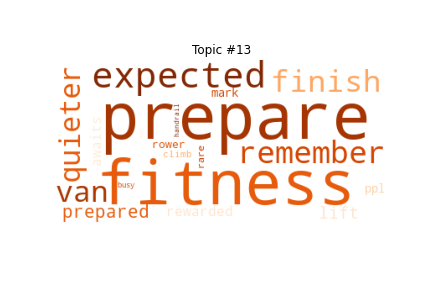 Topic #13
expected
finish
mark
quieter
awaits
prepare
handrail
rower
climb
rare
remember
van
fitness
busy
ppl
prepared
rewarded
lift